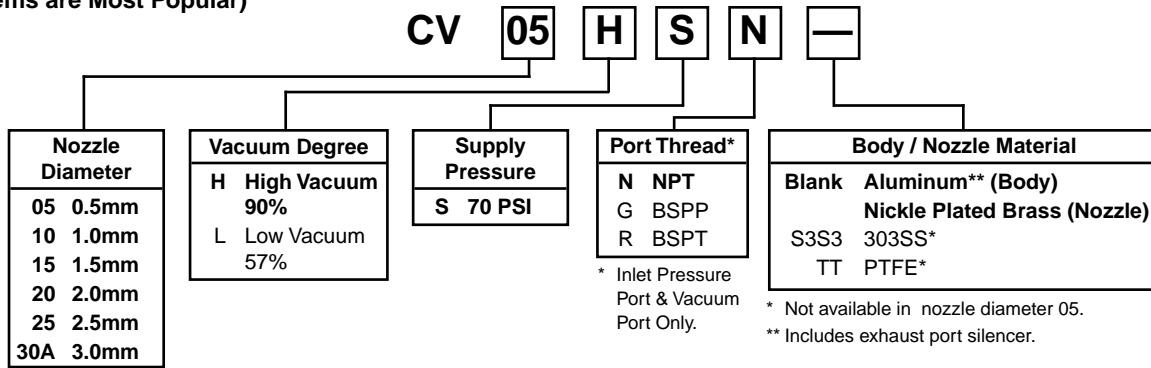 ems are Most Popular)
CV 05 H S N —
Nozzle
Diameter
05 0.5mm
10 1.0mm
15 1.5mm
20 2.0mm
25 2.5mm
30A 3.0mm
Vacuum Degree
H High Vacuum
90%
L Low Vacuum
57%
Supply
Pressure
S 70 PSI
Port Thread*
N NPT
G BSPP
R BSPT
* Inlet Pressure
Port & Vacuum
Port Only.
Body / Nozzle Material
Blank Aluminum** (Body)
Nickle Plated Brass (Nozzle)
S3S3 303SS*
TT PTFE*
* Not available in nozzle diameter 05.
** Includes exhaust port silencer.